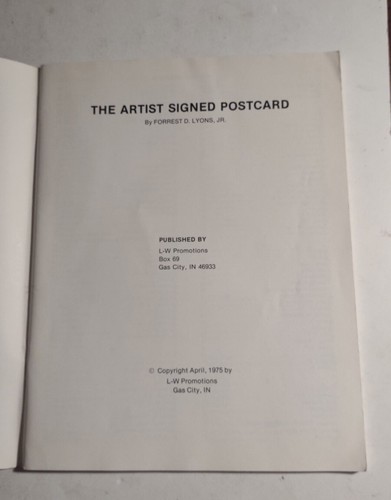 THE ARTIST SIGNED POSTCARD
By FORREST D. LYONS, JR.
PUBLISHED BY
L-W Promotions
Box 69
Gas City, IN 46933
© Copyright April, 1975 by
L-W Promotions
Gas City, IN